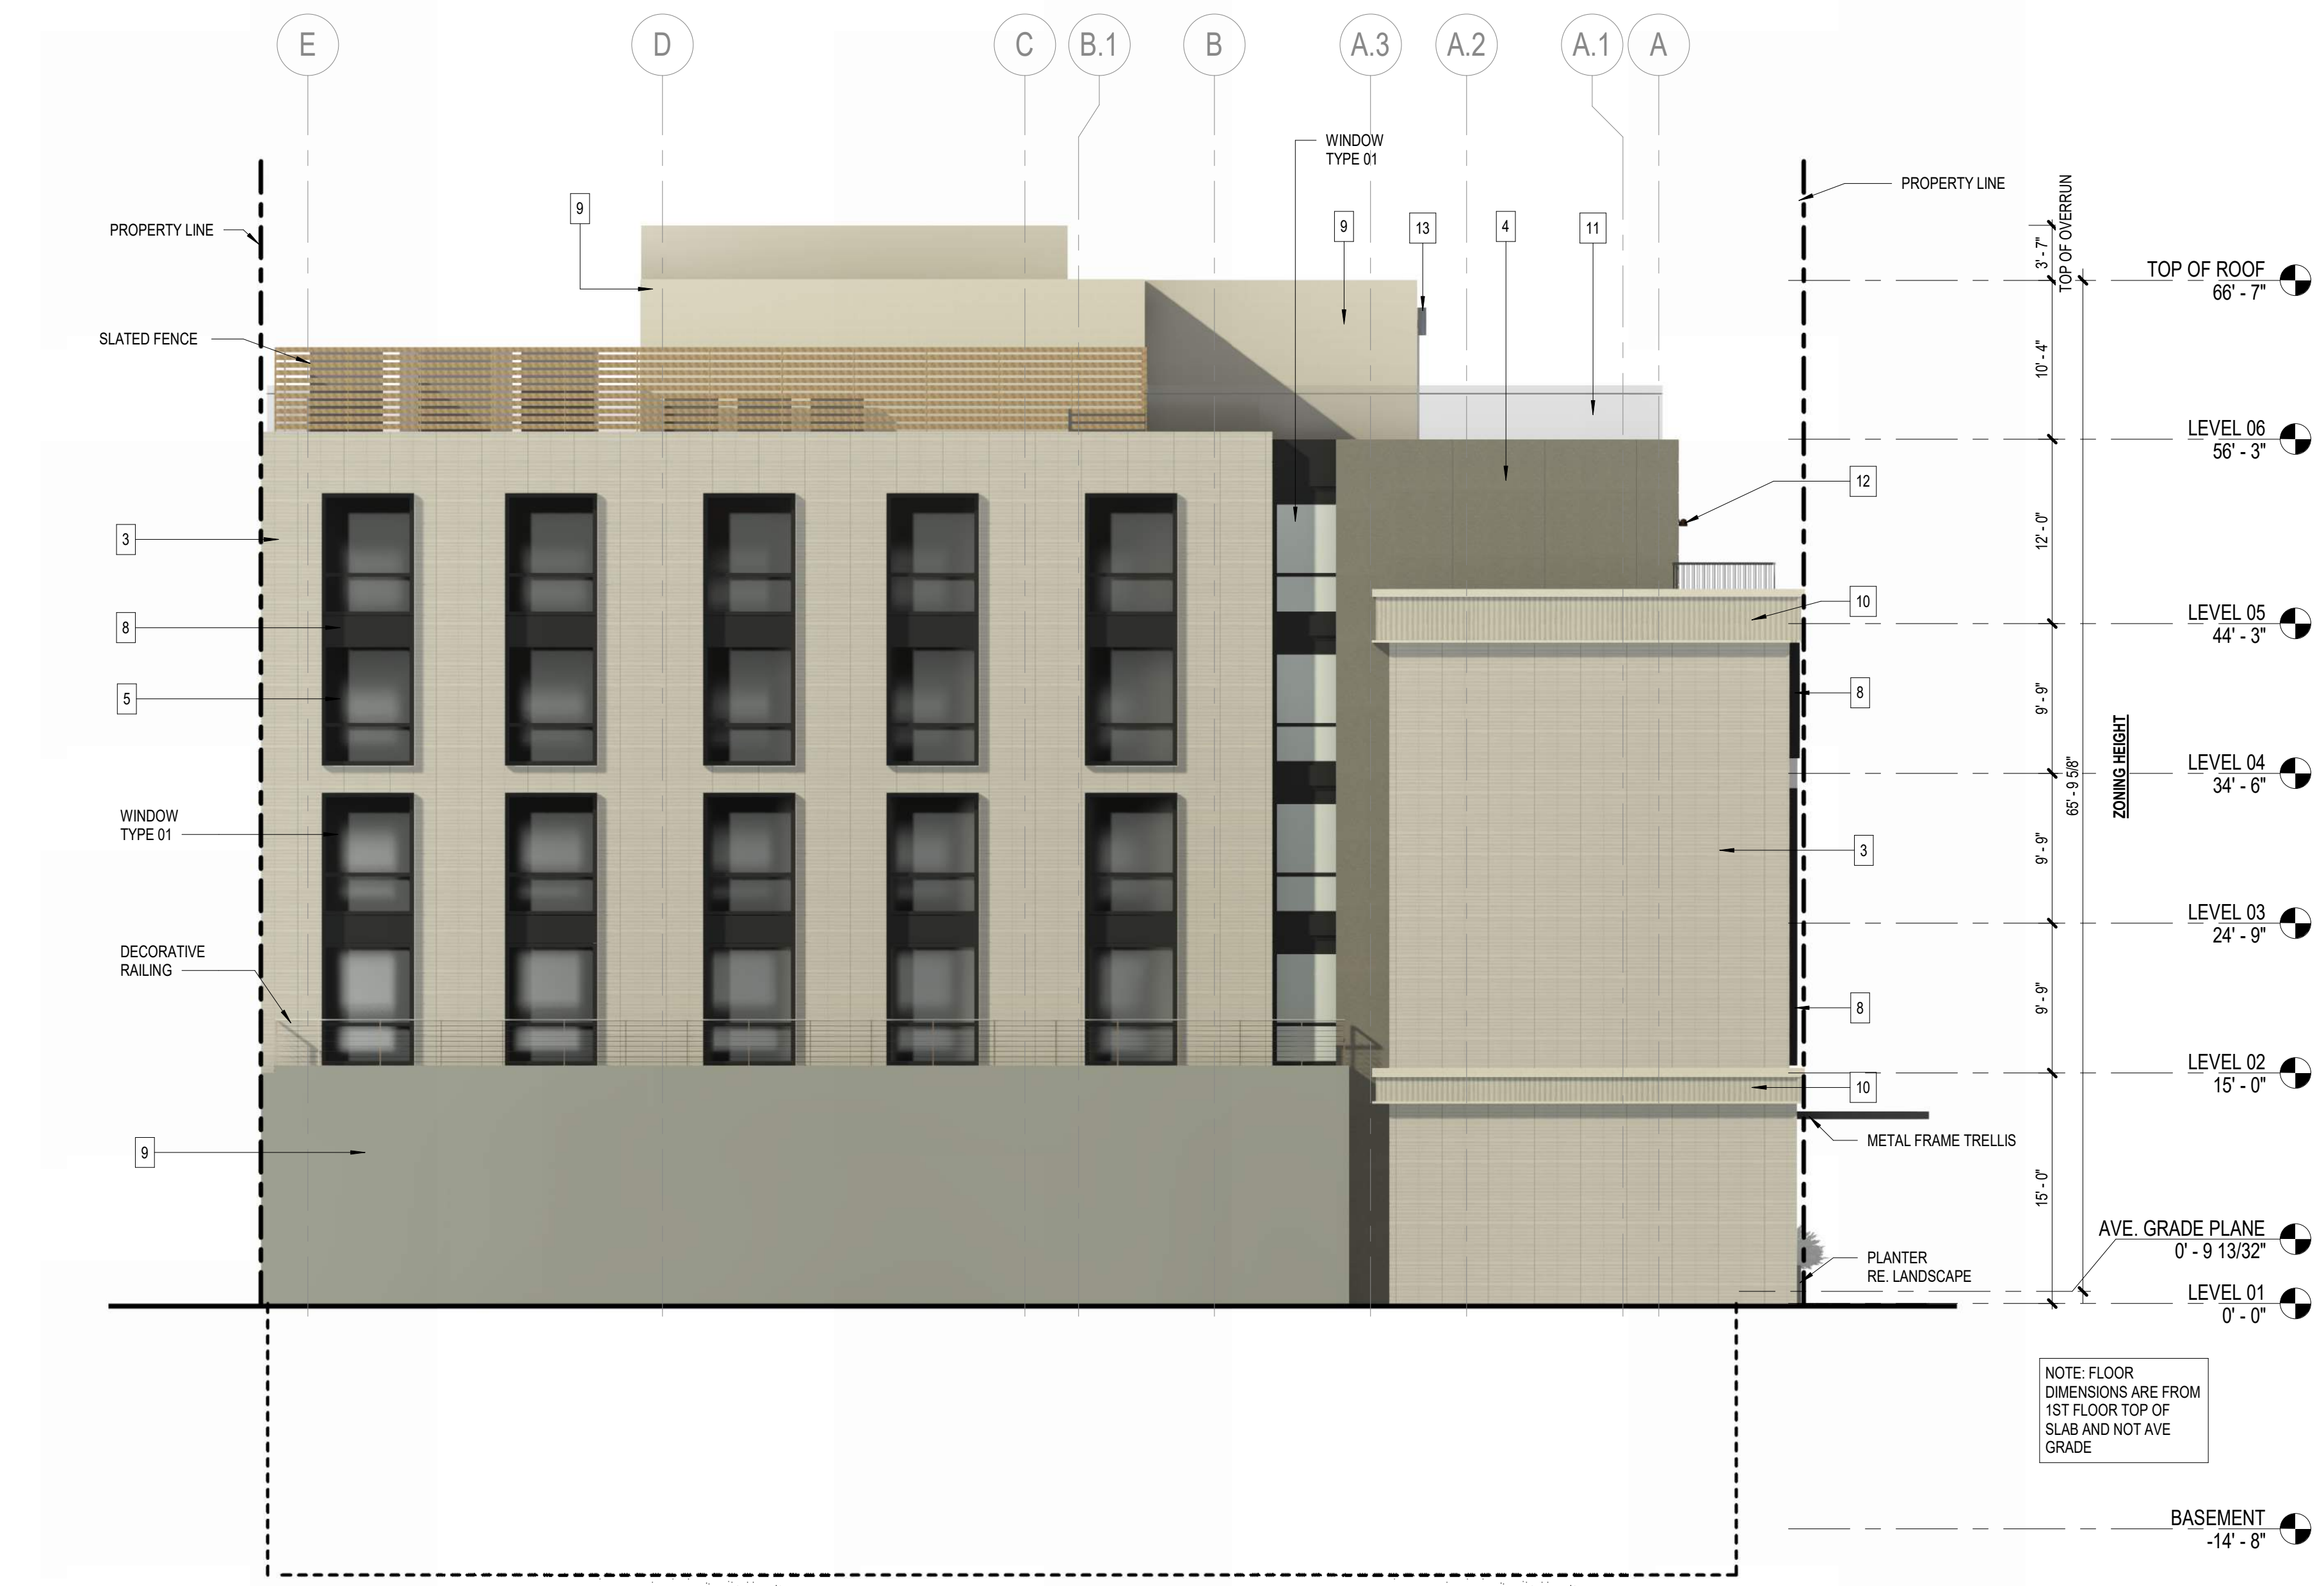 E
D
C
B.1
B
A.3
A.2
A.1
A
WINDOW
TYPE 01
PROPERTY LINE
PROPERTY LINE
9
9
13
4
11
SLATED FENCE
3
8
5
WINDOW
TYPE 01
DECORATIVE
RAILING
9
12
10
8
3
8
10
METAL FRAME TRELLIS
PLANTER
RE. LANDSCAPE
TOP OF OVERRUN
3' - 7"
10' - 4"
12' - 0"
9' - 9"
9' - 9"
9' - 9"
15' - 0"
65' - 9 5/8"
ZONING HEIGHT
TOP OF ROOF
66' - 7"
LEVEL 06
56' - 3"
LEVEL 05
44' - 3"
LEVEL 04
34' - 6"
LEVEL 03
24' - 9"
LEVEL 02
15' - 0"
AVE. GRADE PLANE
0' - 9 13/32"
LEVEL 01
0' - 0"
NOTE: FLOOR
DIMENSIONS ARE FROM
1ST FLOOR TOP OF
SLAB AND NOT AVE
GRADE
BASEMENT
-14' - 8"